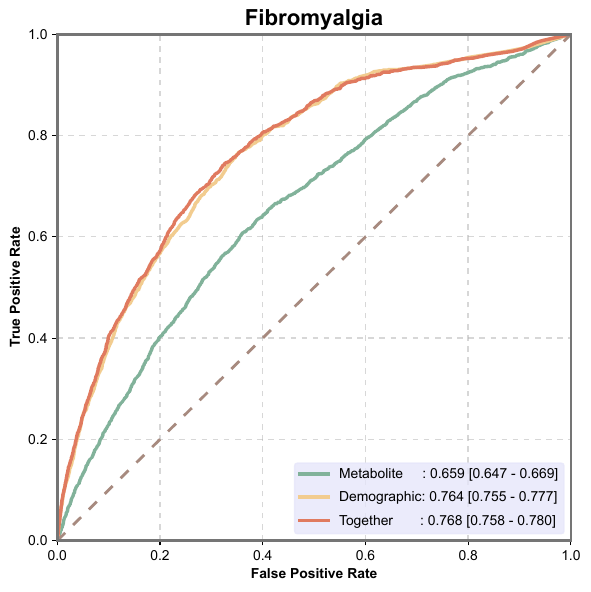 Fibromyalgia
True Positive Rate
1.0
0.8
0.6
0.4
0.2
0.0
Metabolite : 0.659 [0.647 - 0.669]
Demographic: 0.764 [0.755 - 0.777]
Together : 0.768 [0.758 - 0.780]
0.0 0.2 0.4 0.6 0.8 1.0
False Positive Rate